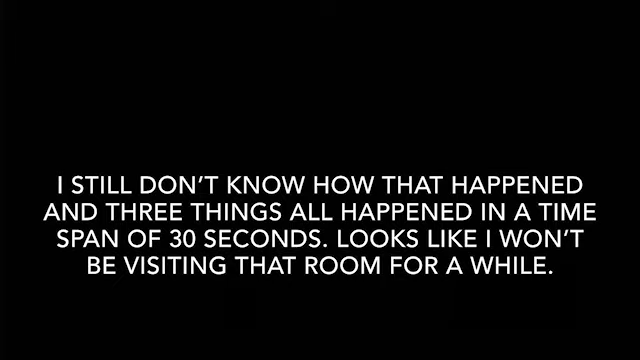 I STILL DON’T KNOW HOW THAT HAPPENED
AND THREE THINGS ALL HAPPENED IN A TIME
SPAN OF 30 SECONDS. LOOKS LIKE I WON’T
BE VISITING THAT ROOM FOR A WHILE.